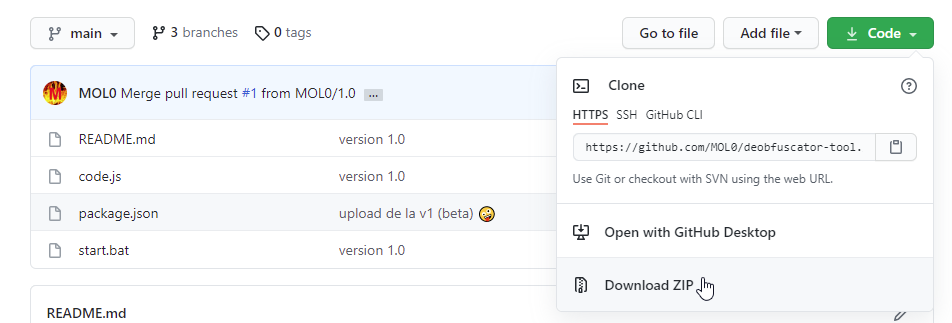 main 3 branches 0 tags Go to file Add file Code
MOL0 Merge pull request #1 from MOL0/1.0 ...
README.md version 1.0
code.js version 1.0
package.json upload de la v1 (beta) 🤪
start.bat version 1.0
README.md
Clone
HTTPS SSH GitHub CLI
https://github.com/MOL0/deobfuscator-tool.
Use Git or checkout with SVN using the web URL.
Open with GitHub Desktop
Download ZIP